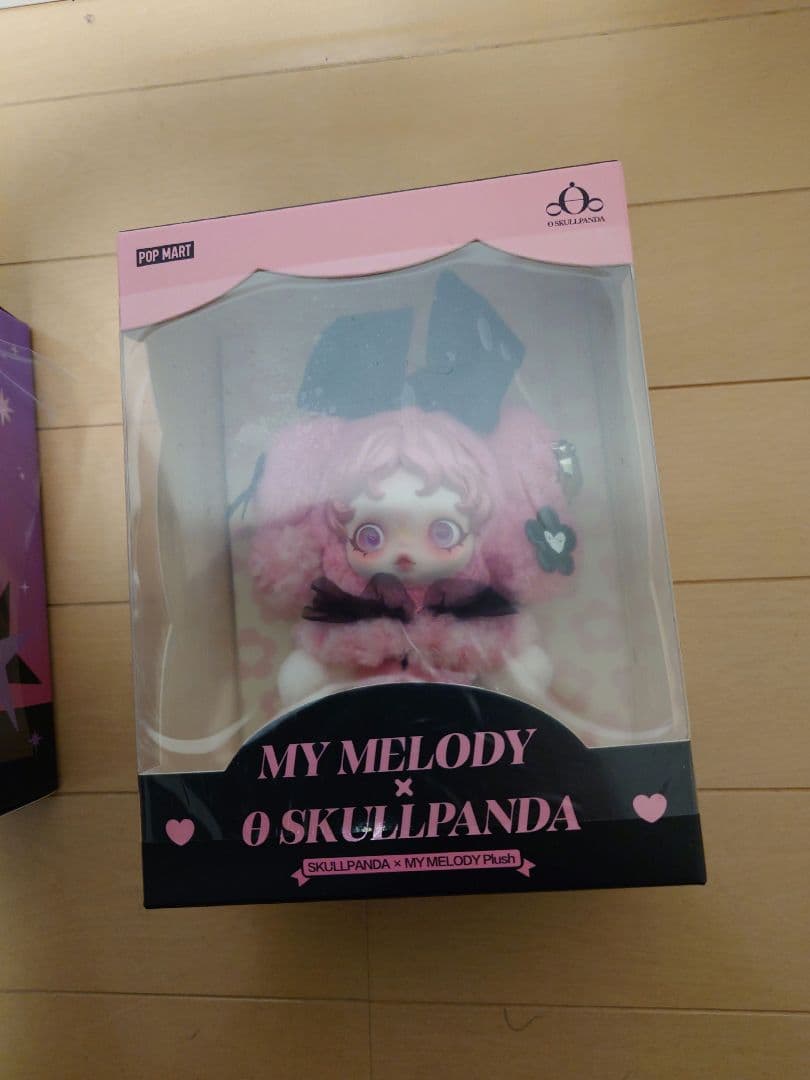 POP MART
θ SKULLPANDA
MY MELODY
×
θ SKULLPANDA
SKULLPANDA × MY MELODY Plush